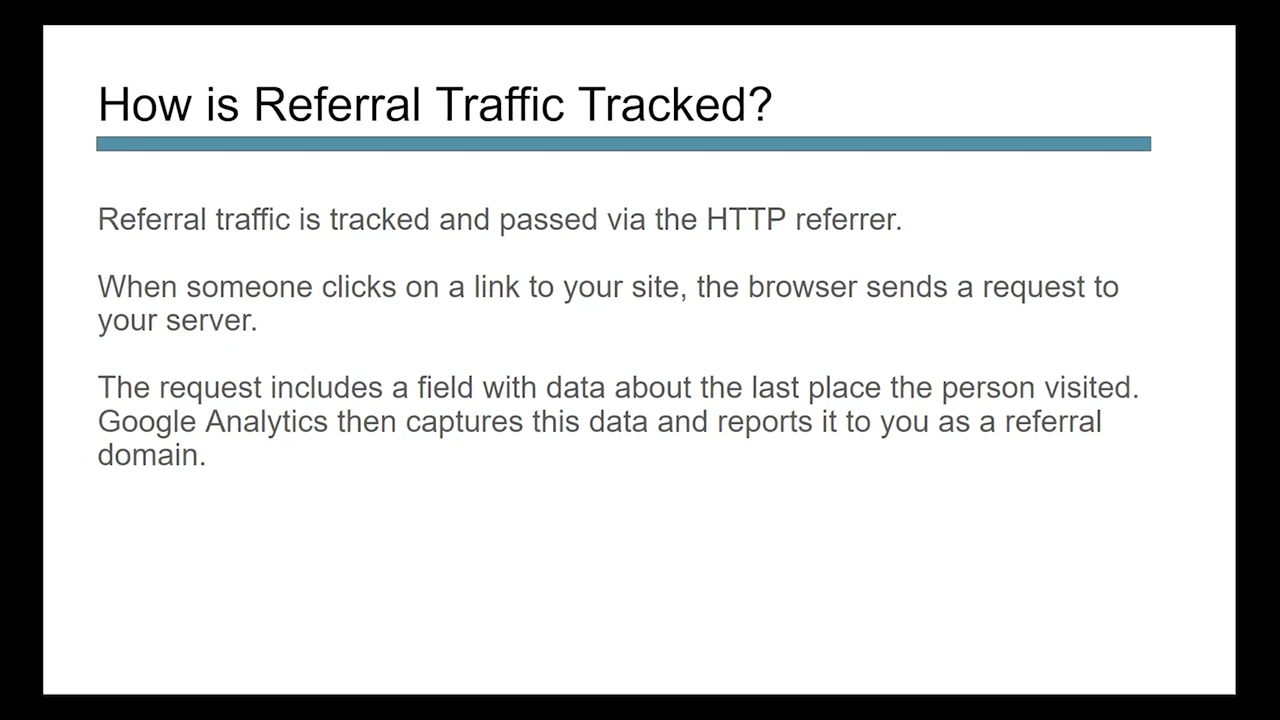 How is Referral Traffic Tracked?
Referral traffic is tracked and passed via the HTTP referrer.
When someone clicks on a link to your site, the browser sends a request to
your server.
The request includes a field with data about the last place the person visited.
Google Analytics then captures this data and reports it to you as a referral
domain.